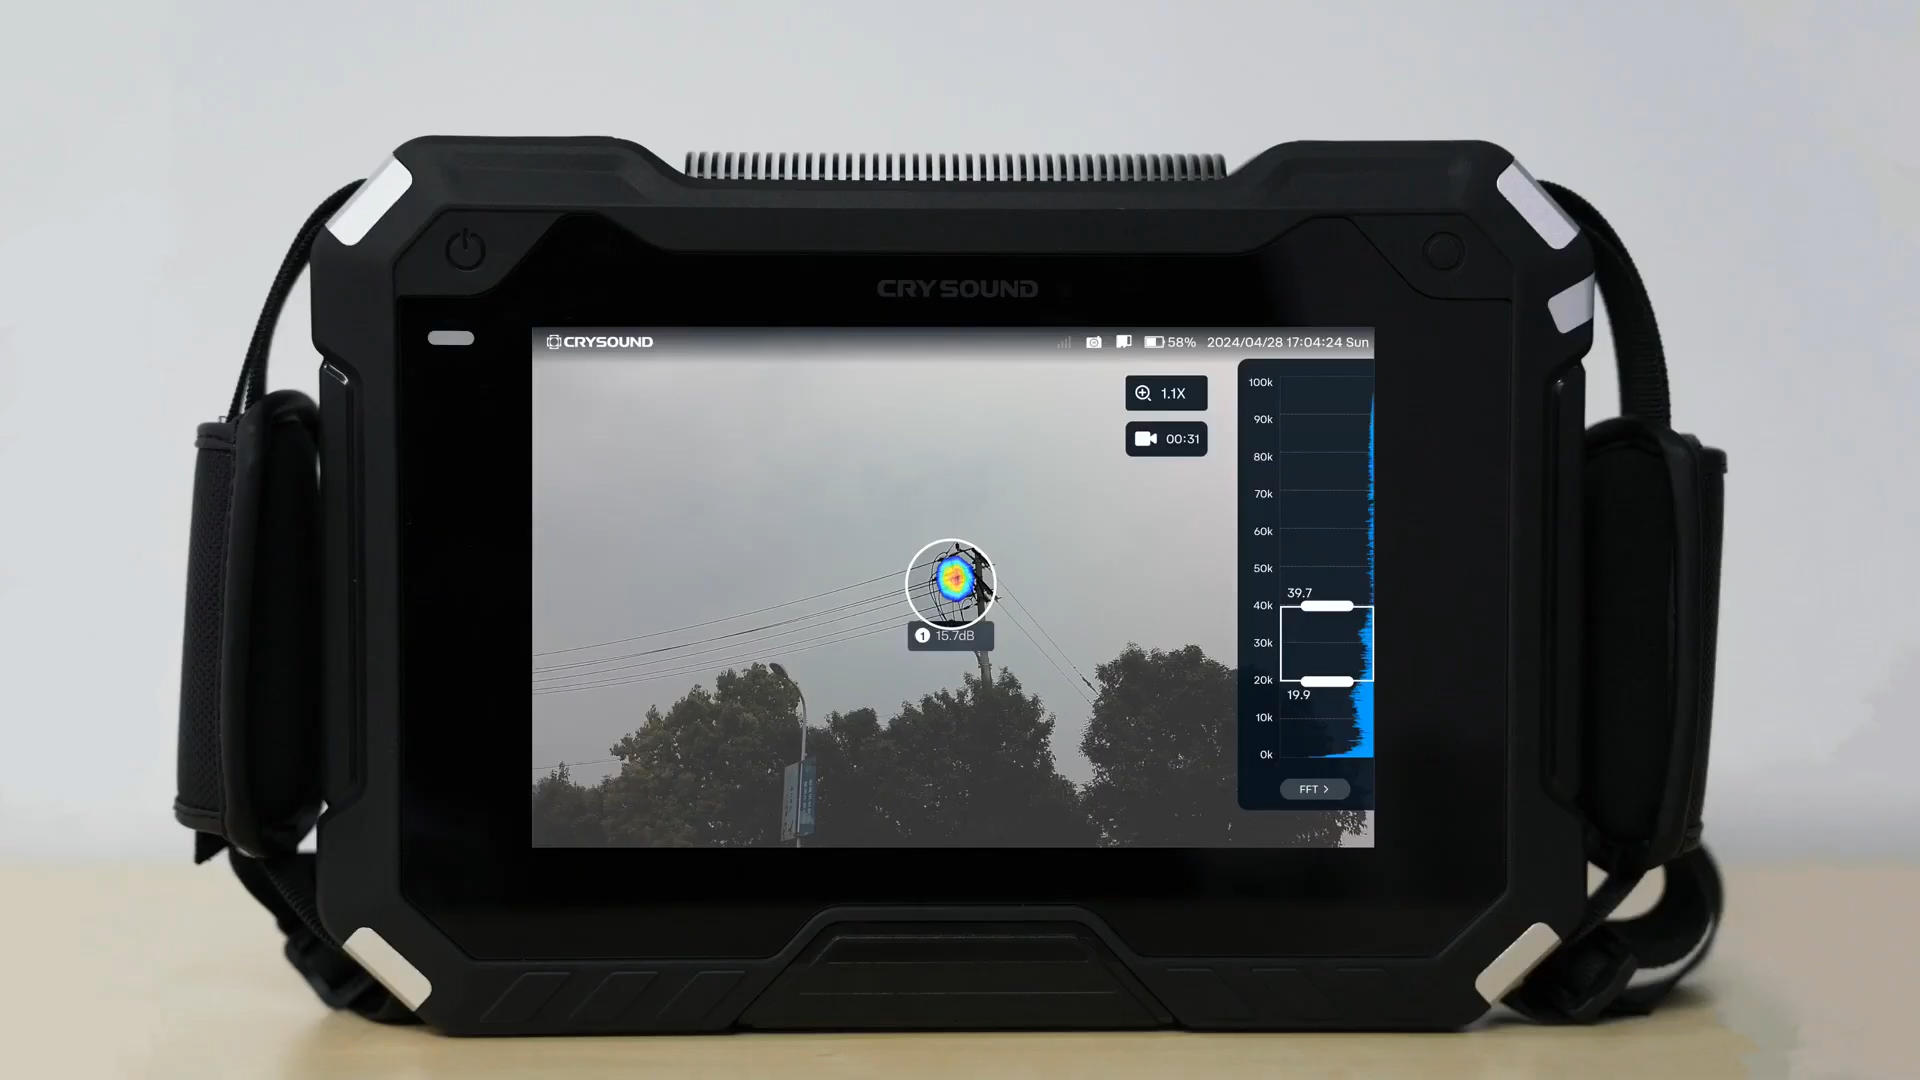 CRYSOUND
CRYSOUND
58% 2024/04/28 17:04:24 Sun
1.1X
00:31
100k
90k
80k
70k
60k
50k
39.7
40k
30k
20k
19.9
10k
0k
FFT >
1 15.7dB